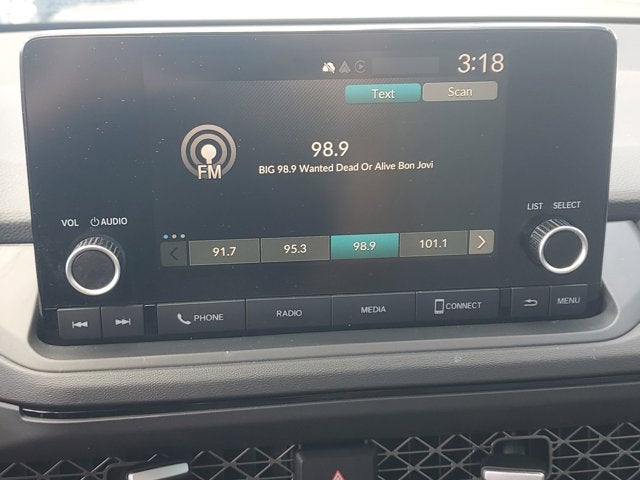 3:18
Text Scan
98.9
BIG 98.9 Wanted Dead Or Alive Bon Jovi
FM
VOL AUDIO
LIST SELECT
91.7 95.3 98.9 101.1
PHONE RADIO MEDIA CONNECT MENU